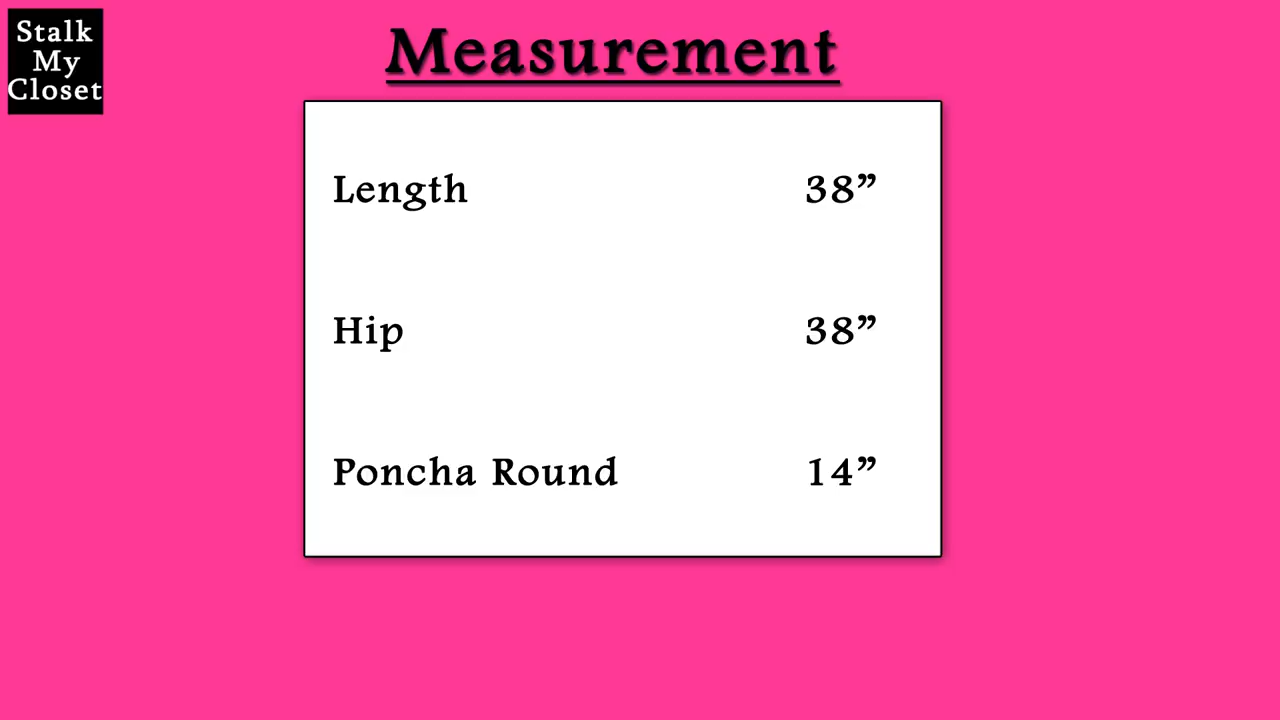 Stalk
My
Closet
Measurement
Length 38”
Hip 38”
Poncha Round 14”